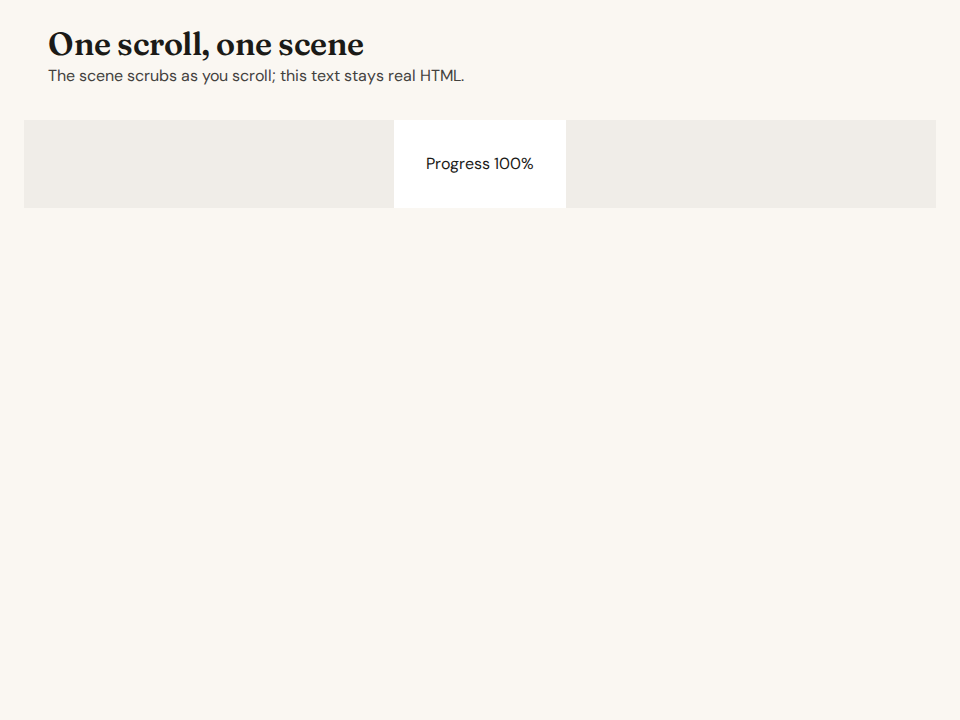 One scroll, one scene
The scene scrubs as you scroll; this text stays real HTML.
Progress 100%